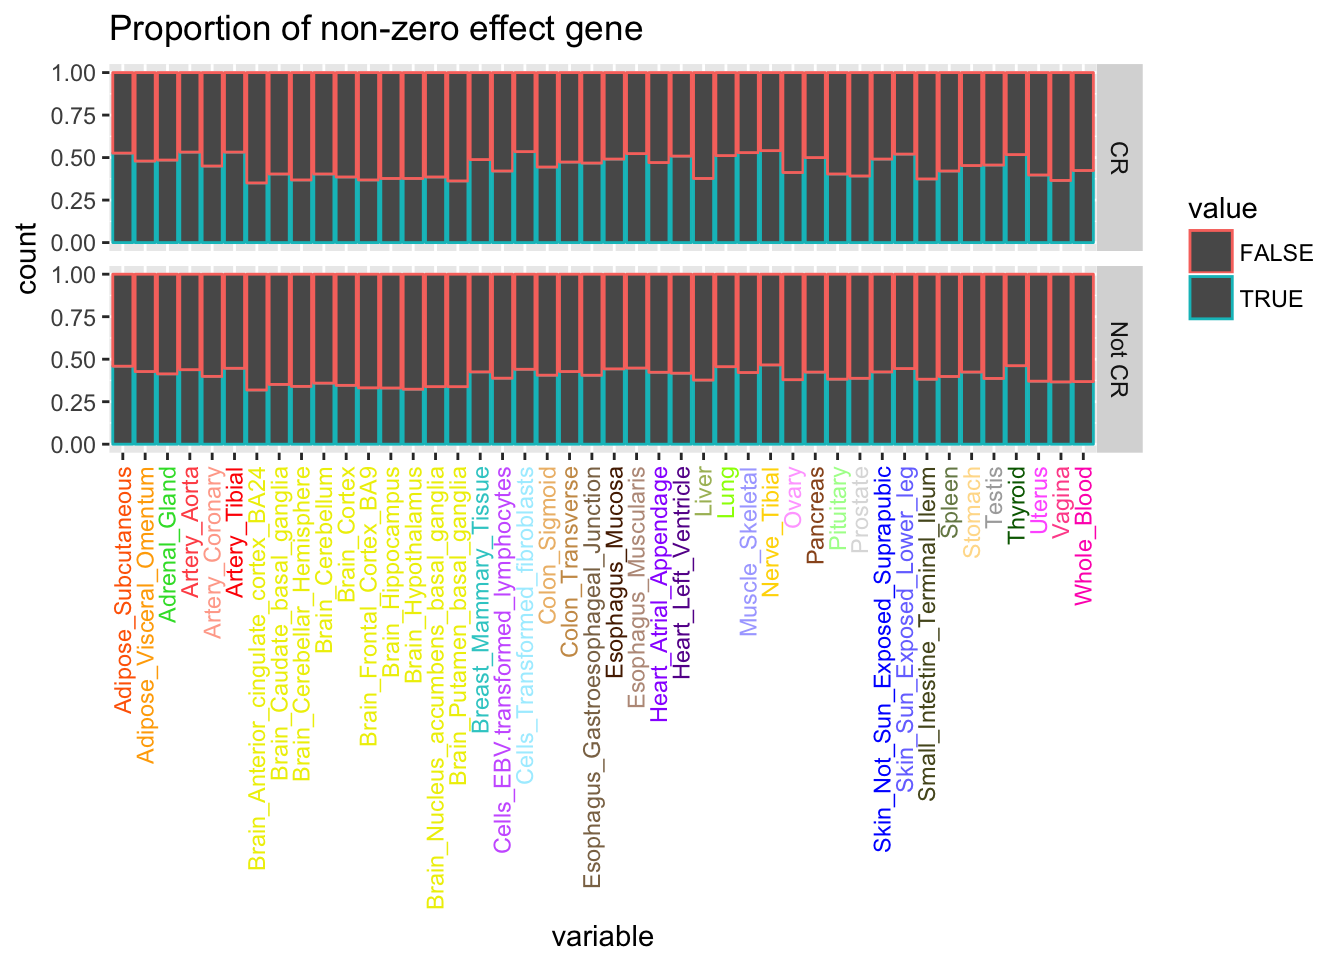 Proportion of non-zero effect gene
count
1.00
0.75
0.50
0.25
0.00
CR
1.00
0.75
0.50
0.25
0.00
Not CR
Adipose_Subcutaneous
Adipose_Visceral_Omentum
Adrenal_Gland
Artery_Aorta
Artery_Coronary
Artery_Tibial
Brain_Anterior_cingulate_cortex_BA24
Brain_Caudate_basal_ganglia
Brain_Cerebellar_Hemisphere
Brain_Cerebellum
Brain_Cortex
Brain_Frontal_Cortex_BA9
Brain_Hippocampus
Brain_Hypothalamus
Brain_Nucleus_accumbens_basal_ganglia
Brain_Putamen_basal_ganglia
Breast_Mammary_Tissue
Cells_EBV.transformed_lymphocytes
Cells_Transformed_fibroblasts
Colon_Sigmoid
Colon_Transverse
Esophagus_Gastroesophageal_Junction
Esophagus_Mucosa
Esophagus_Muscularis
Heart_Atrial_Appendage
Heart_Left_Ventricle
Liver
Lung
Muscle_Skeletal
Nerve_Tibial
Ovary
Pancreas
Pituitary
Prostate
Skin_Not_Sun_Exposed_Suprapubic
Skin_Sun_Exposed_Lower_leg
Small_Intestine_Terminal_Ileum
Spleen
Stomach
Testis
Thyroid
Uterus
Vagina
Whole_Blood
variable
value
FALSE
TRUE